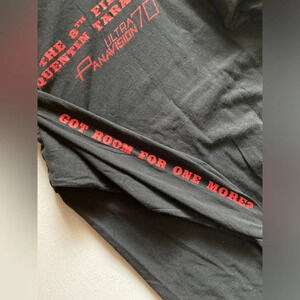 THE 8TH FI
QUENTIN TARA
ULTRA
PANAVISION 70
GOT ROOM FOR ONE MORE?